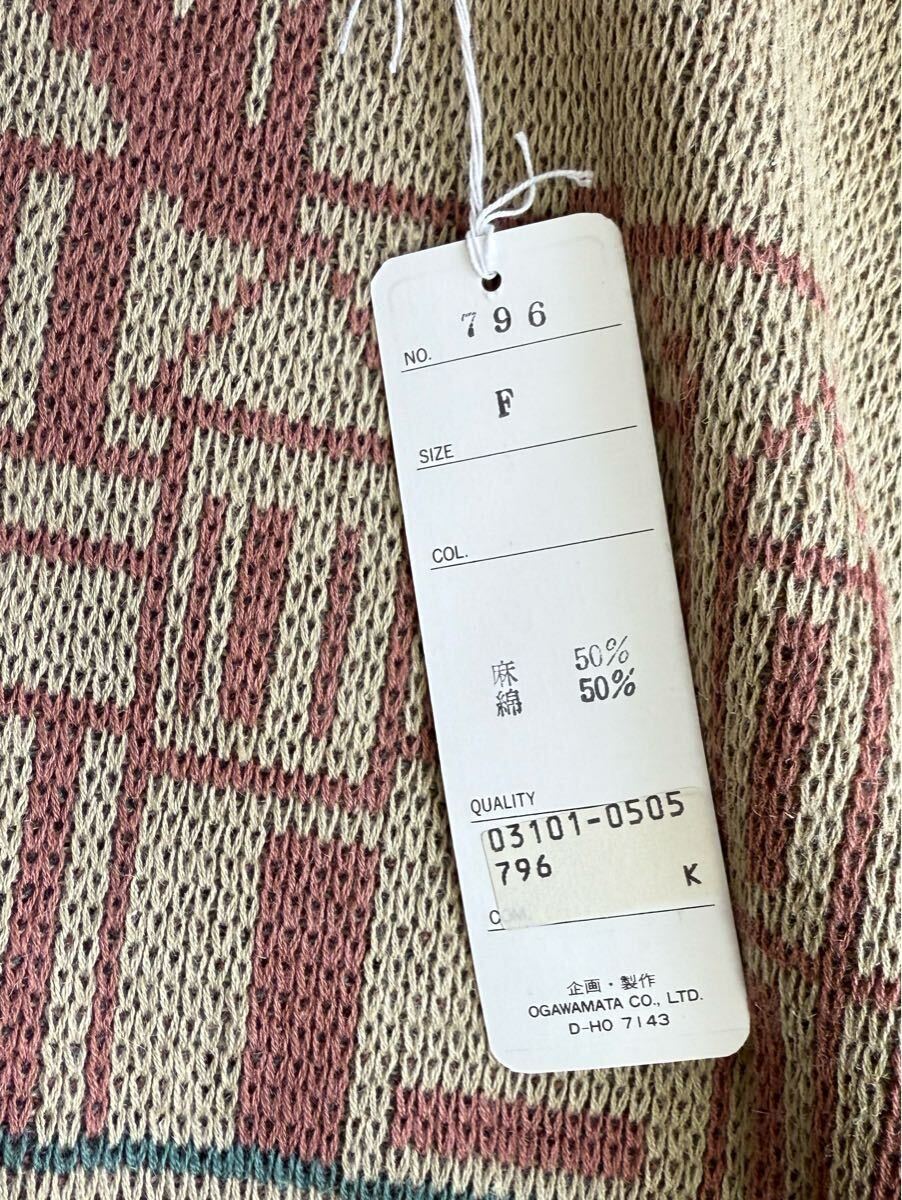 796
NO.
F
SIZE
COL.
麻 50%
綿 50%
QUALITY
03101-0505
796 K
COM.
企画・製作
OGAWAMATA CO., LTD.
D-HO 7143